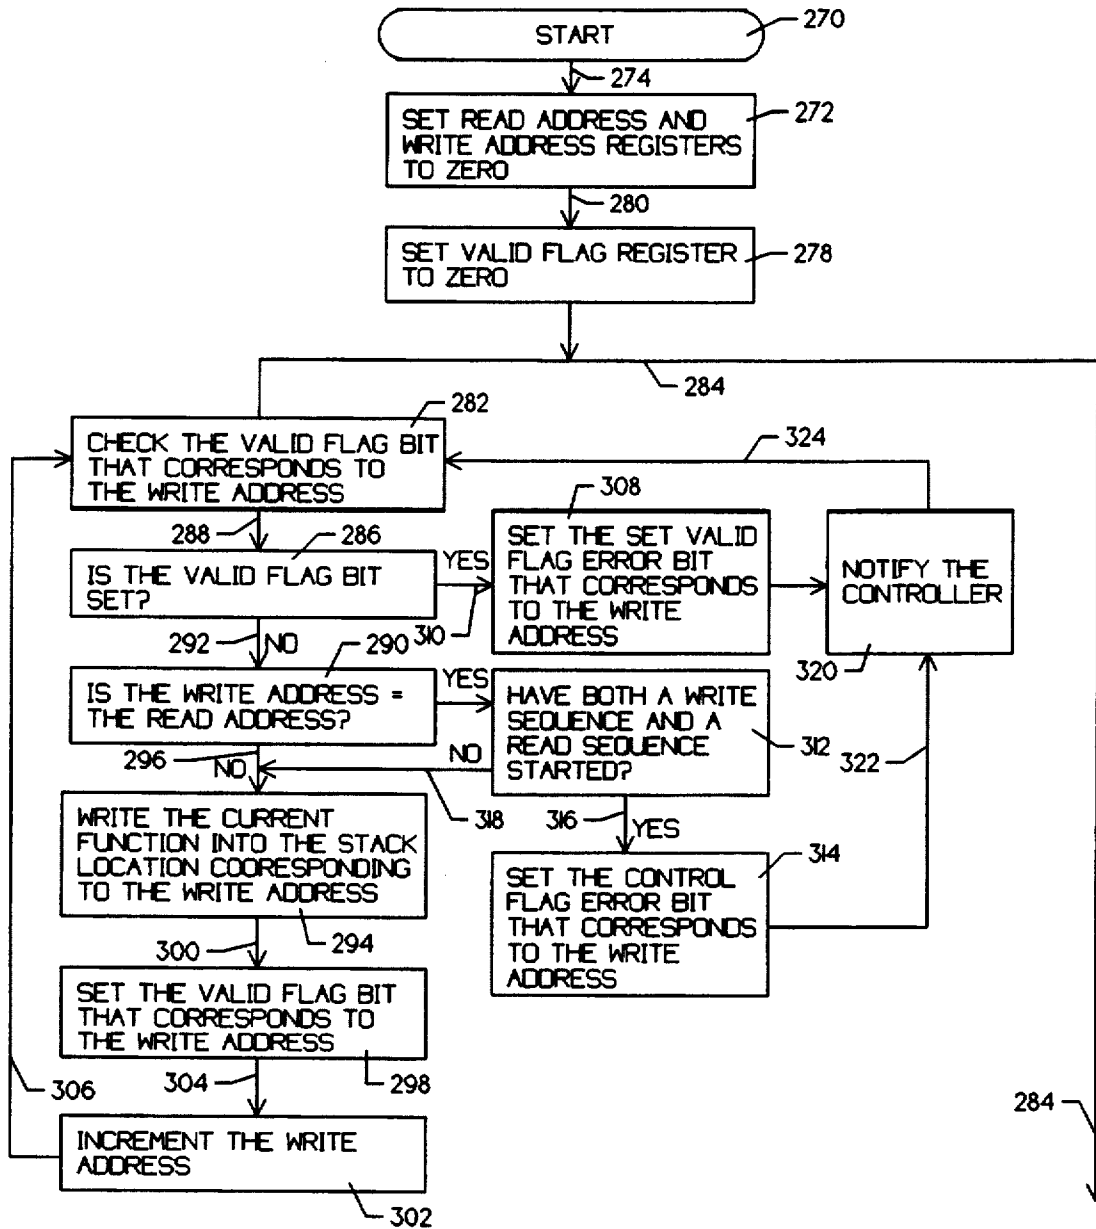 START
270
274
SET READ ADDRESS AND
WRITE ADDRESS REGISTERS
TO ZERO
272
280
SET VALID FLAG REGISTER
TO ZERO
278
284
282
CHECK THE VALID FLAG BIT
THAT CORRESPONDS TO
THE WRITE ADDRESS
324
288
286
IS THE VALID FLAG BIT
SET?
YES
310
308
SET THE SET VALID
FLAG ERROR BIT
THAT CORRESPONDS
TO THE WRITE
ADDRESS
NOTIFY THE
CONTROLLER
320
292
NO
290
IS THE WRITE ADDRESS =
THE READ ADDRESS?
YES
HAVE BOTH A WRITE
SEQUENCE AND A
READ SEQUENCE
STARTED?
312
322
296
NO
NO
318
316
YES
WRITE THE CURRENT
FUNCTION INTO THE STACK
LOCATION COORESPONDING
TO THE WRITE ADDRESS
294
314
SET THE CONTROL
FLAG ERROR BIT
THAT CORRESPONDS
TO THE WRITE
ADDRESS
300
SET THE VALID FLAG BIT
THAT CORRESPONDS TO
THE WRITE ADDRESS
298
304
306
INCREMENT THE WRITE
ADDRESS
302
284